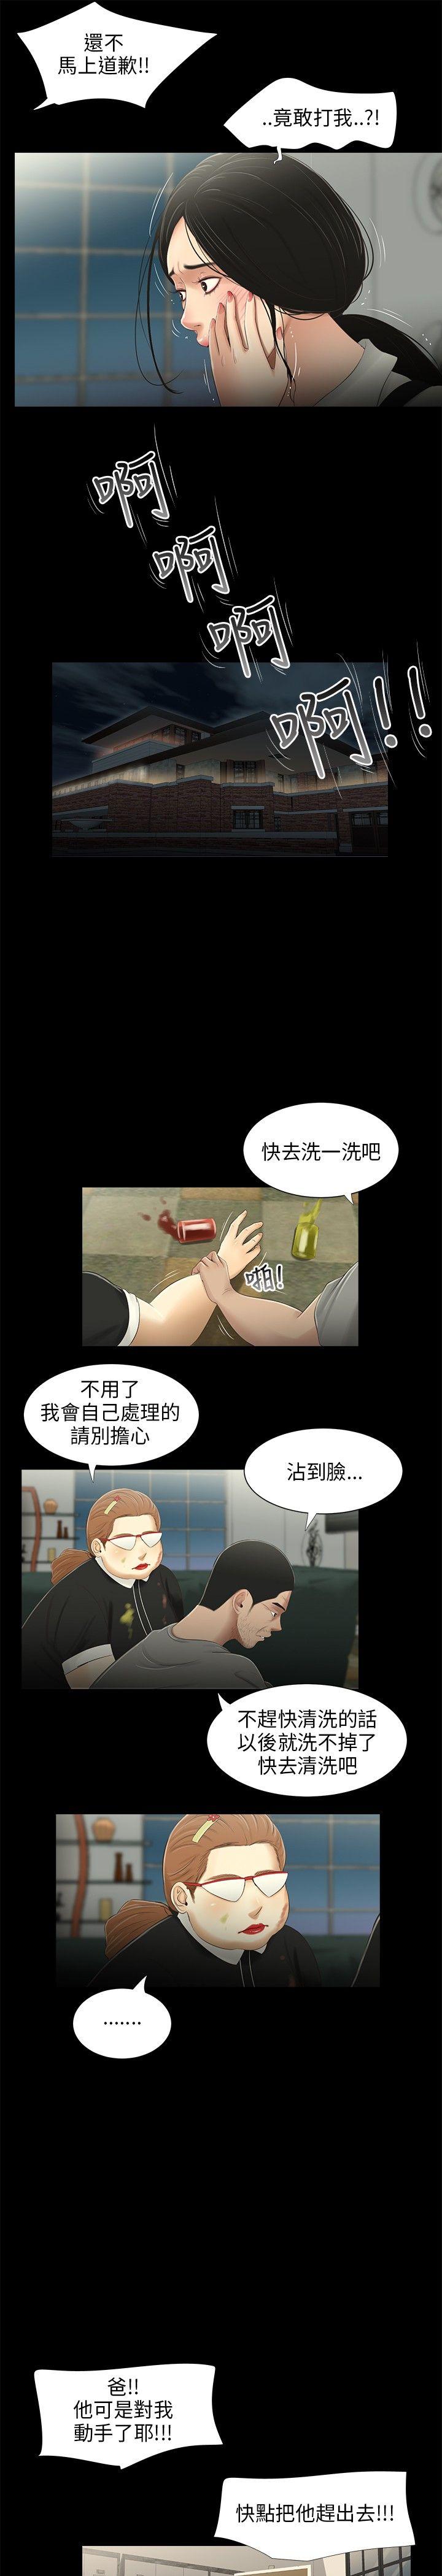 還不
馬上道歉!!
..竟敢打我..?!
啊
啊
啊
啊!!
快去洗一洗吧
啪!
不用了
我會自己處理的
請別擔心
沾到臉...
不趕快清洗的話
以後就洗不掉了
快去清洗吧
.......
爸!!
他可是對我
動手了耶!!!
快點把他趕出去!!!